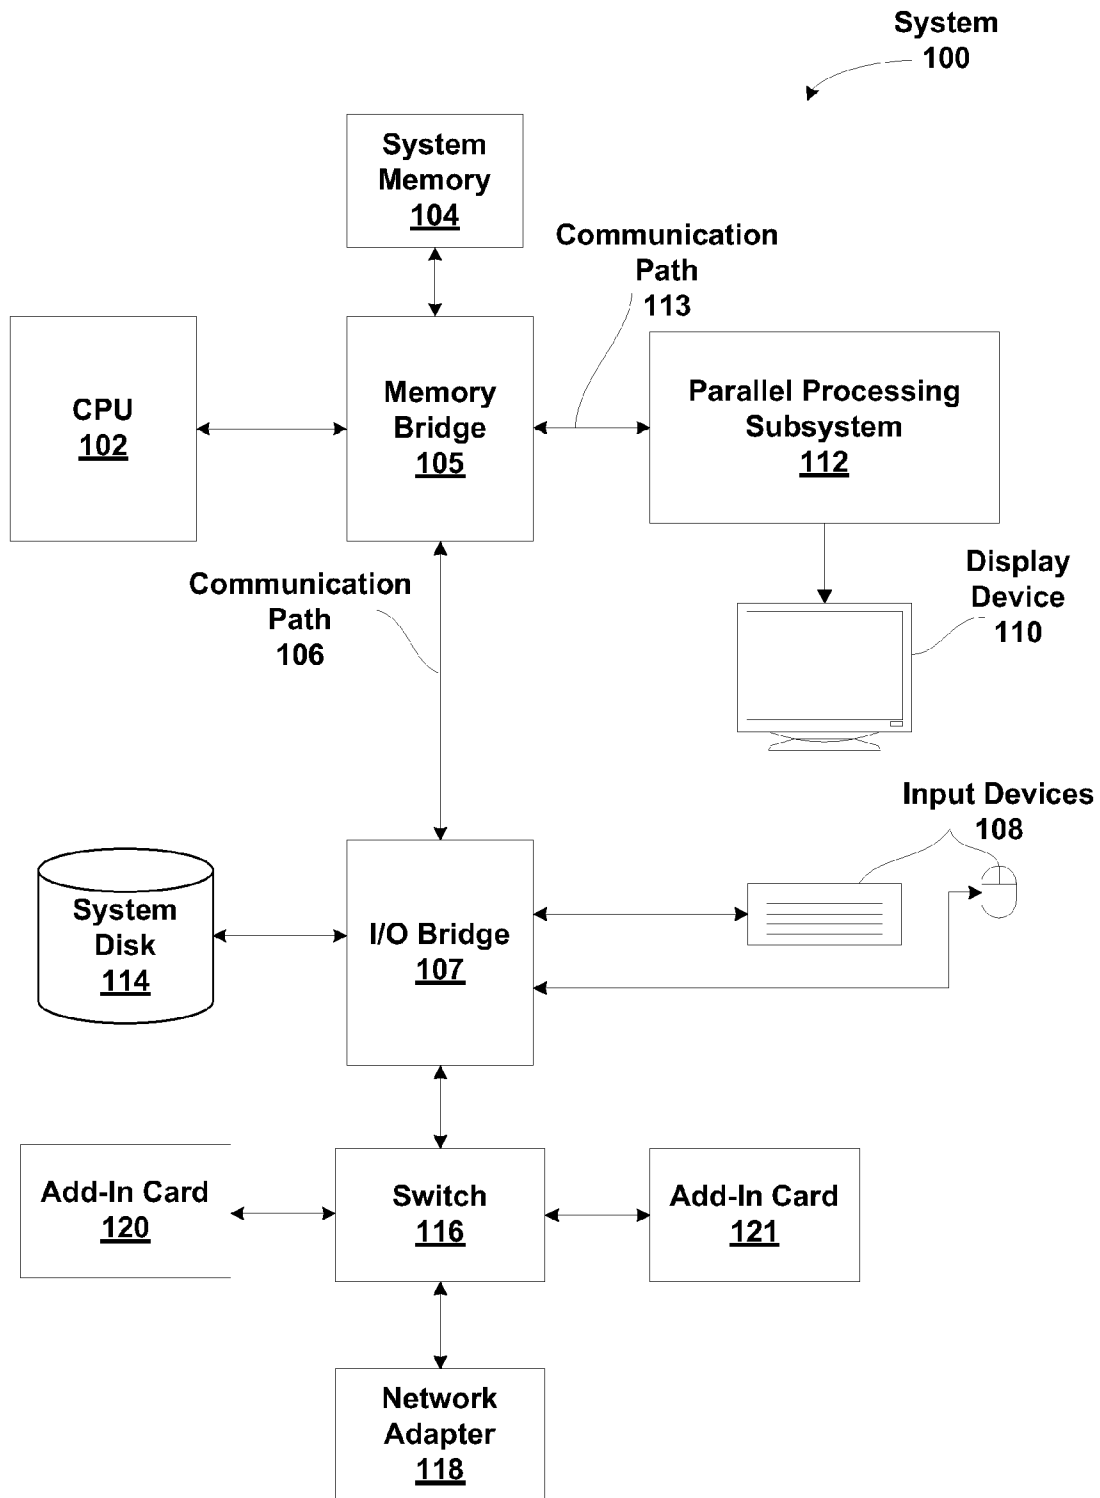 System
100
System
Memory
104
Communication
Path
113
CPU
102
Memory
Bridge
105
Parallel Processing
Subsystem
112
Communication
Path
106
Display
Device
110
Input Devices
108
System
Disk
114
I/O Bridge
107
Add-In Card
120
Switch
116
Add-In Card
121
Network
Adapter
118